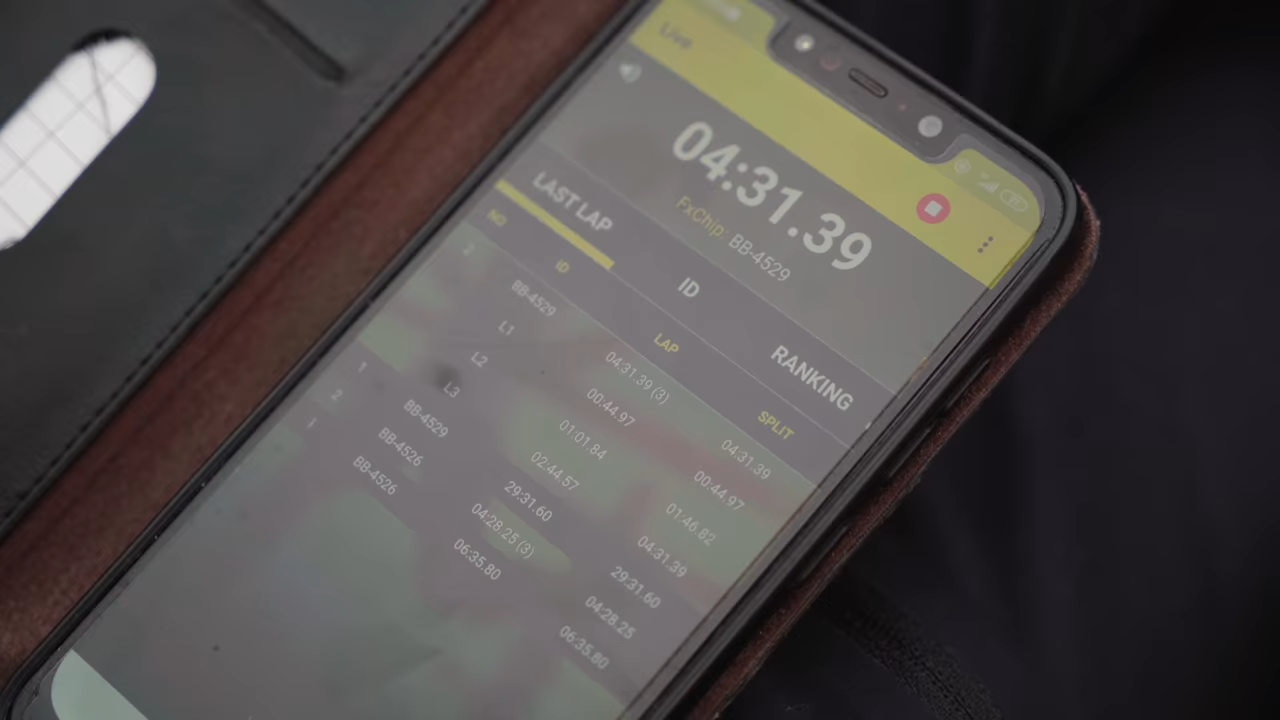 Live
04:31.39
FxChip: BB-4529
LAST LAP ID RANKING
NO ID LAP SPLIT
2 BB-4529 04:31.39 (3) 04:31.39
L1 00:44.97 00:44.97
L2 01:01.84 01:46.82
L3 02:44.57 04:31.39
1 BB-4529 29:31.60 29:31.60
2 BB-4526 04:28.25 (3) 04:28.25
1 BB-4526 06:35.80 06:35.80